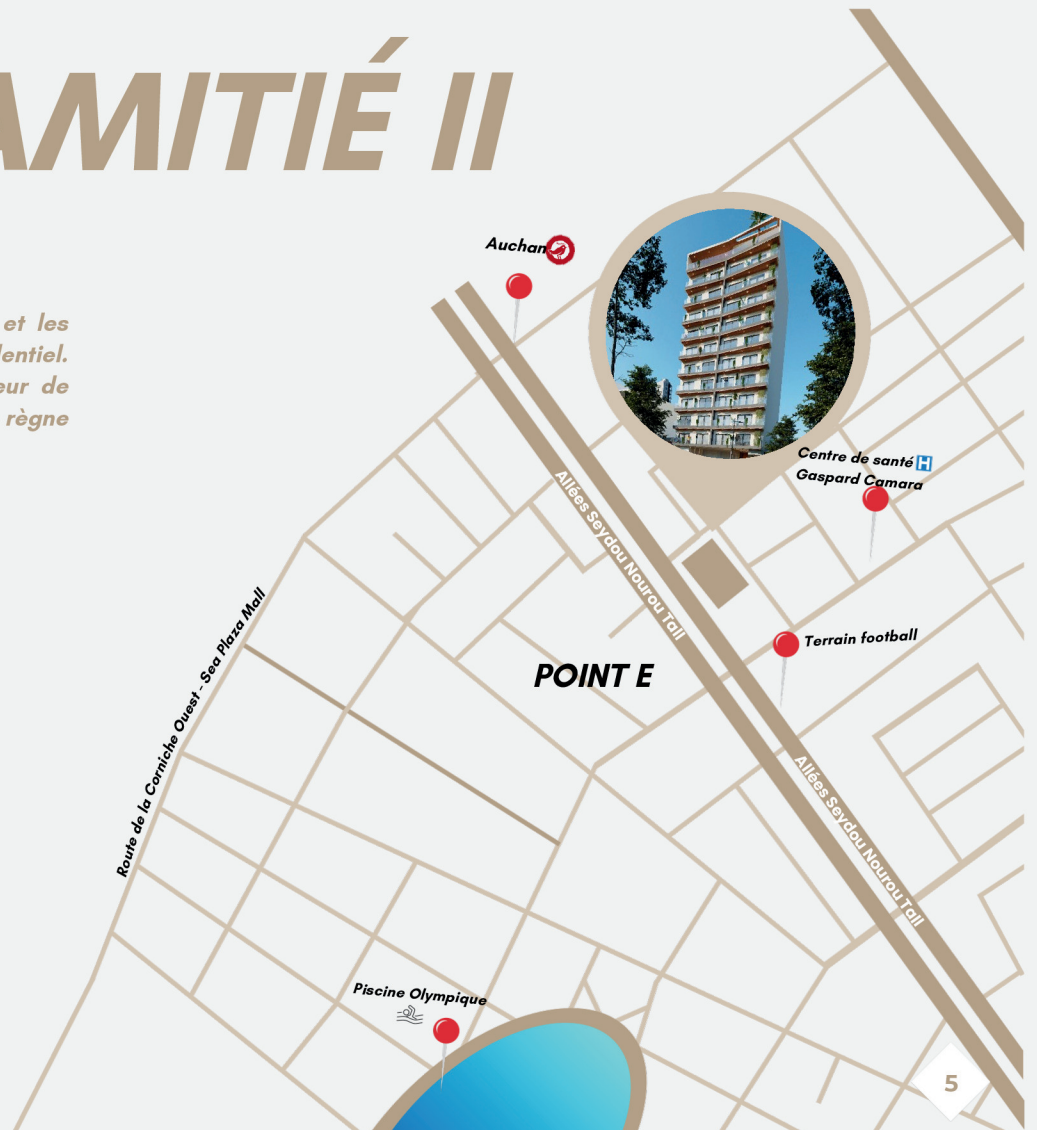 AMITIÉ II
et les
dentiel.
eur de
règne
Auchan
Centre de santé H
Gaspard Camara
Allées Seydou Nourou Tall
Terrain football
POINT E
Route de la Corniche Ouest - Sea Plaza Mall
Allées Seydou Nourou Tall
Piscine Olympique
5